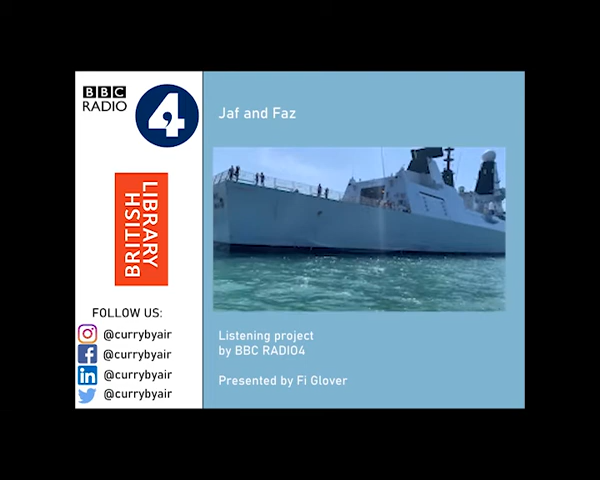 BBC
RADIO
4
BRITISH
LIBRARY
FOLLOW US:
@currybyair
@currybyair
@currybyair
@currybyair
Jaf and Faz
Listening project
by BBC RADIO4
Presented by Fi Glover